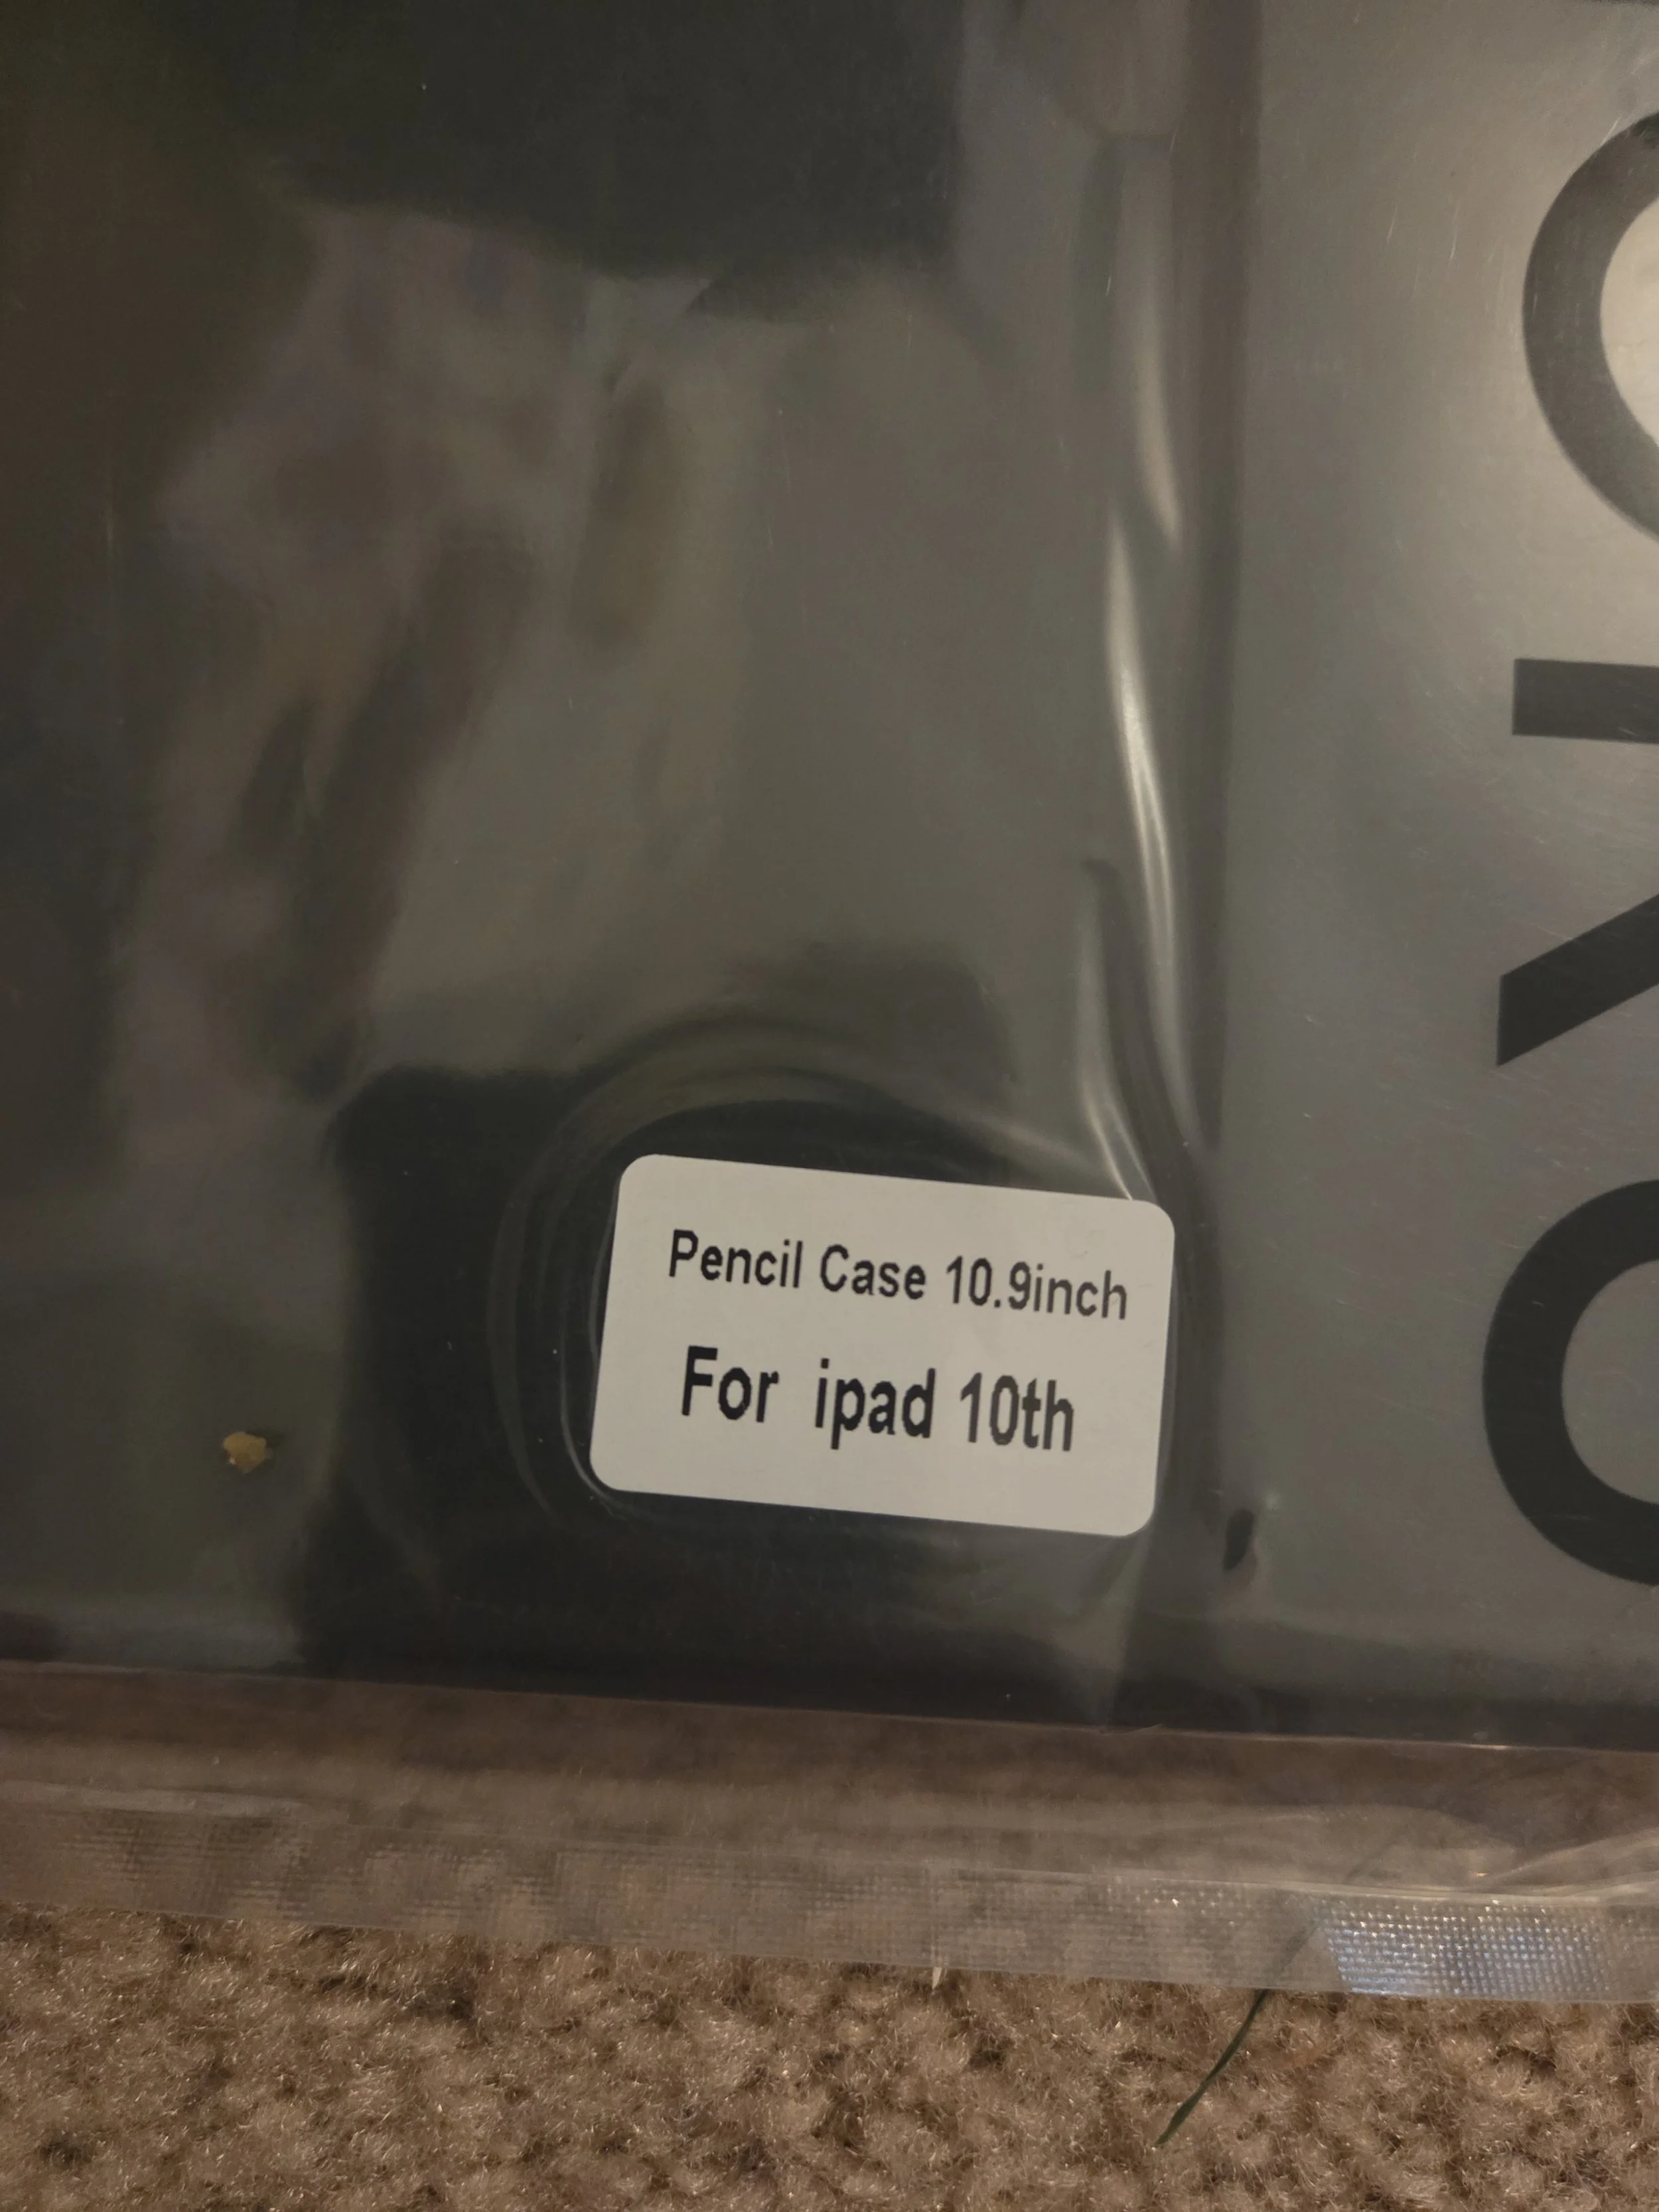 Pencil Case 10.9inch
For ipad 10th